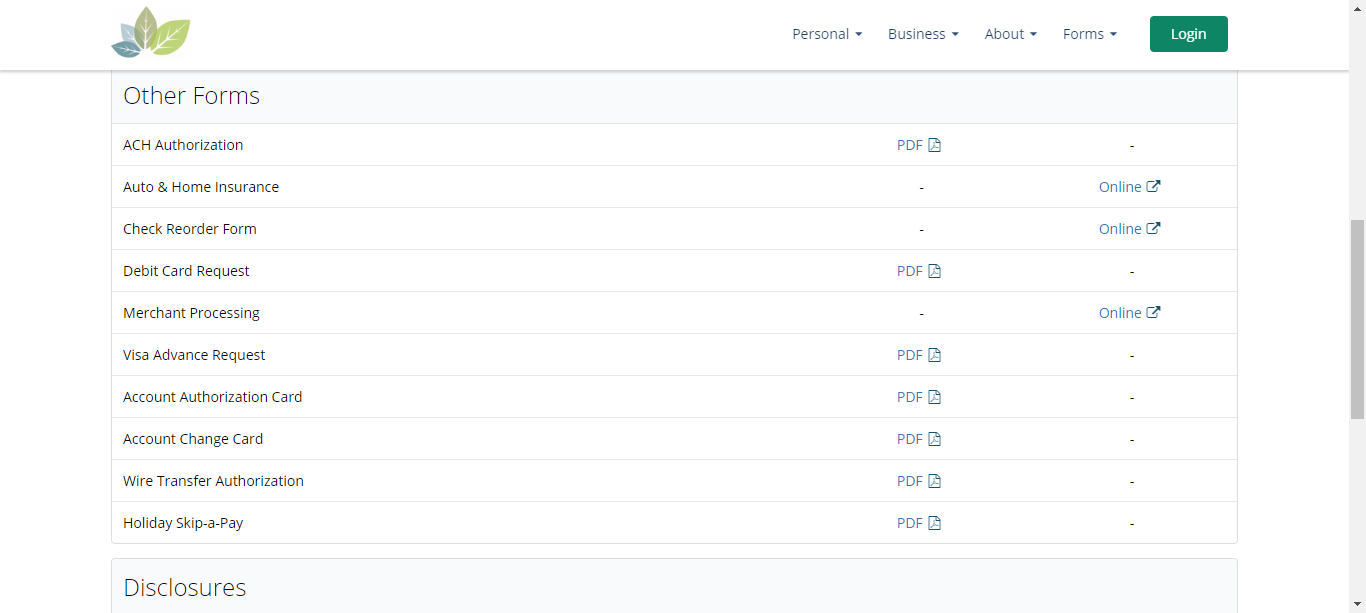 Personal Business About Forms Login
Other Forms
ACH Authorization PDF -
Auto & Home Insurance - Online
Check Reorder Form - Online
Debit Card Request PDF -
Merchant Processing - Online
Visa Advance Request PDF -
Account Authorization Card PDF -
Account Change Card PDF -
Wire Transfer Authorization PDF -
Holiday Skip-a-Pay PDF -
Disclosures